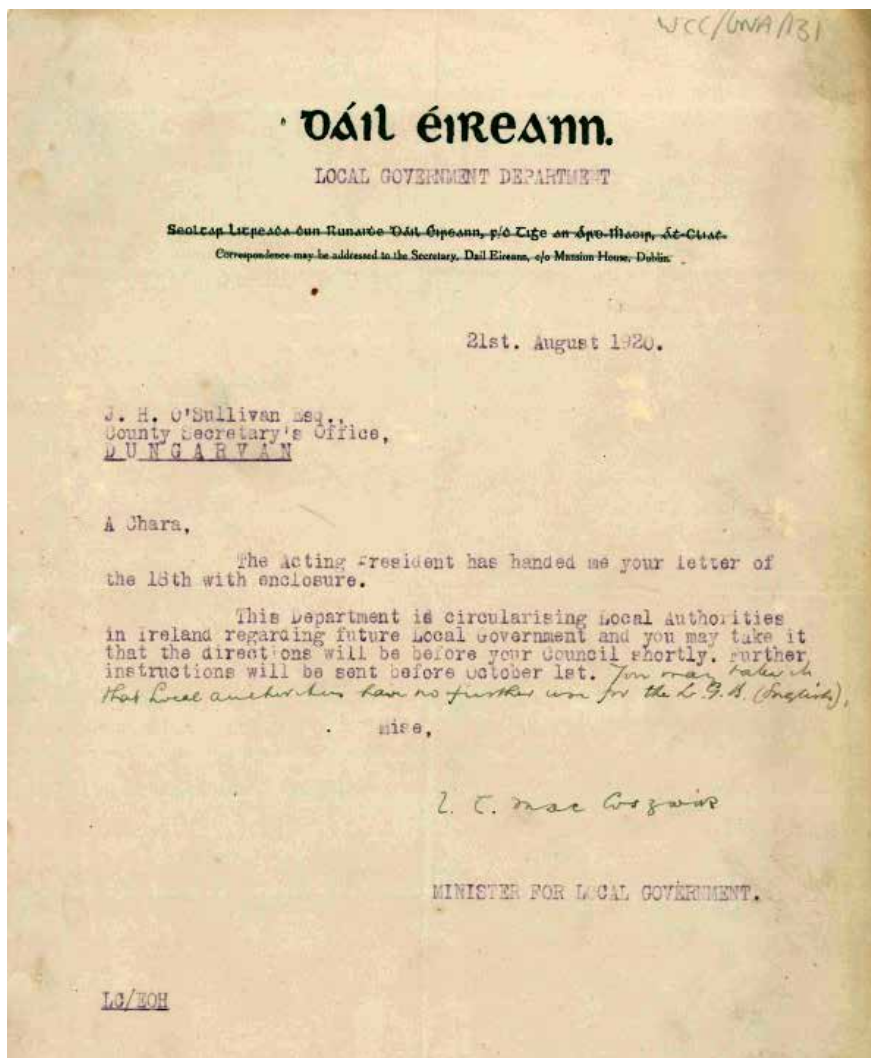 WCC/GNA/131
Dáil Éireann.
LOCAL GOVERNMENT DEPARTMENT
Correspondence may be addressed to the Secretary, Dail Eireann, c/o Mansion House, Dublin.
21st. August 1920.
J. H. O'Sullivan Esq.,
County Secretary's Office,
DUNGARVAN
A Chara,
The Acting President has handed me your letter of
the 18th with enclosure.
This Department is circularising Local Authorities
in Ireland regarding future Local Government and you may take it
that the directions will be before your Council shortly. Further
instructions will be sent before October 1st. You may take it
that Local authorities have no further use for the L.G.B. (English).
mise,
L. T. Mac Cosgair
MINISTER FOR LOCAL GOVERNMENT.
LC/EOH